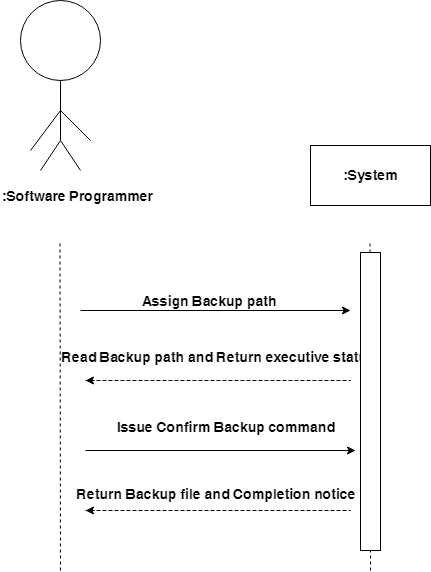 :System
:Software Programmer
Assign Backup path
Read Backup path and Return executive stat
Issue Confirm Backup command
Return Backup file and Completion notice